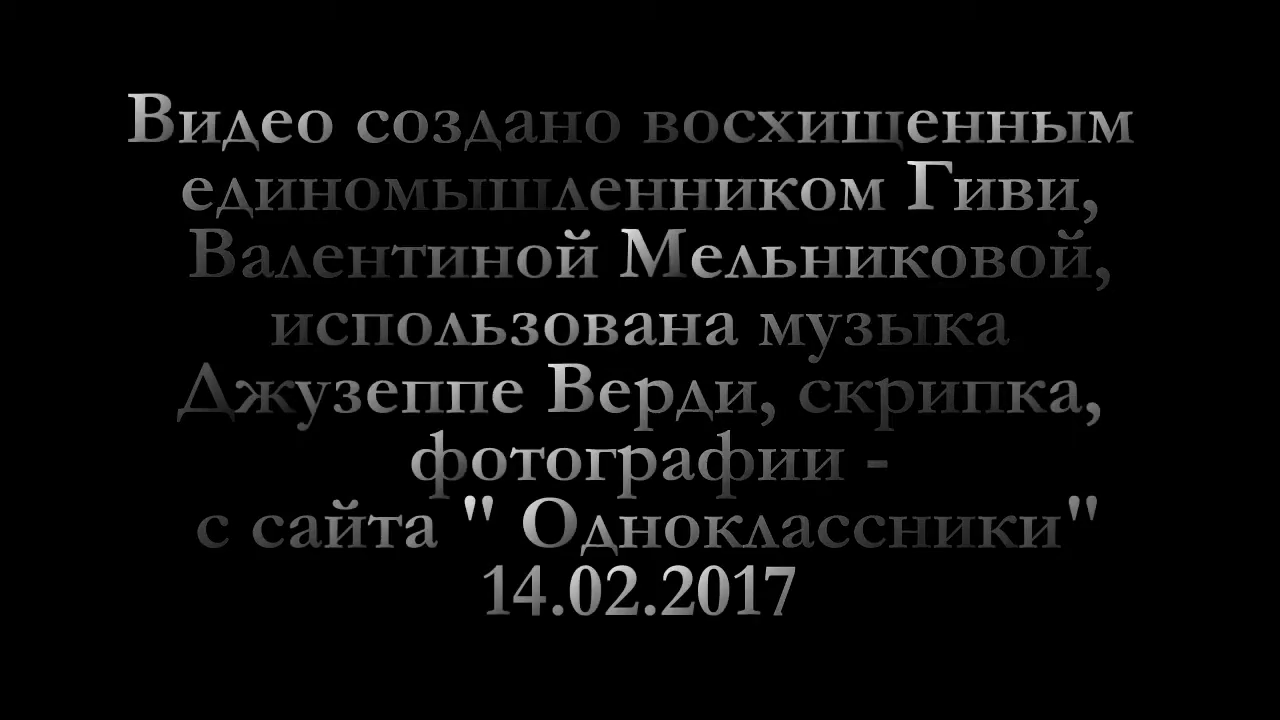 Видео создано восхищенным
единомышленником Гиви,
Валентиной Мельниковой,
использована музыка
Джузеппе Верди, скрипка,
фотографии -
с сайта " Одноклассники"
14.02.2017